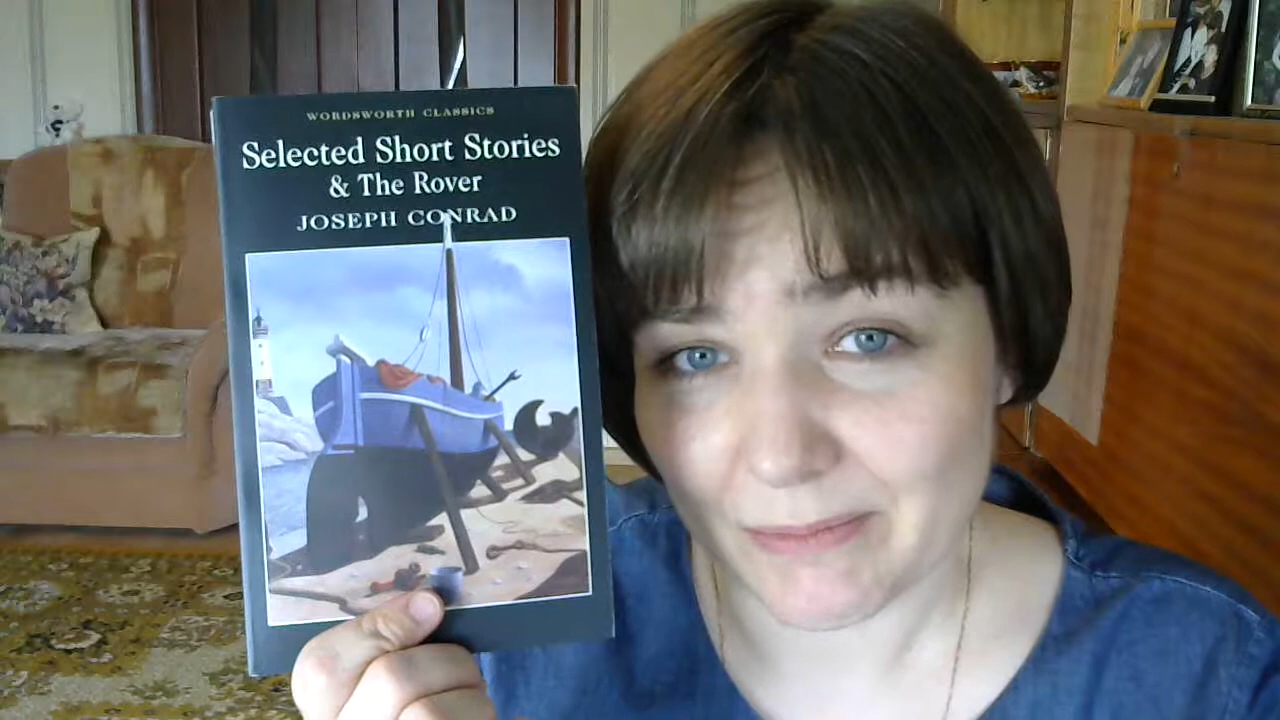 WORDSWORTH CLASSICS
Selected Short Stories
& The Rover
JOSEPH CONRAD